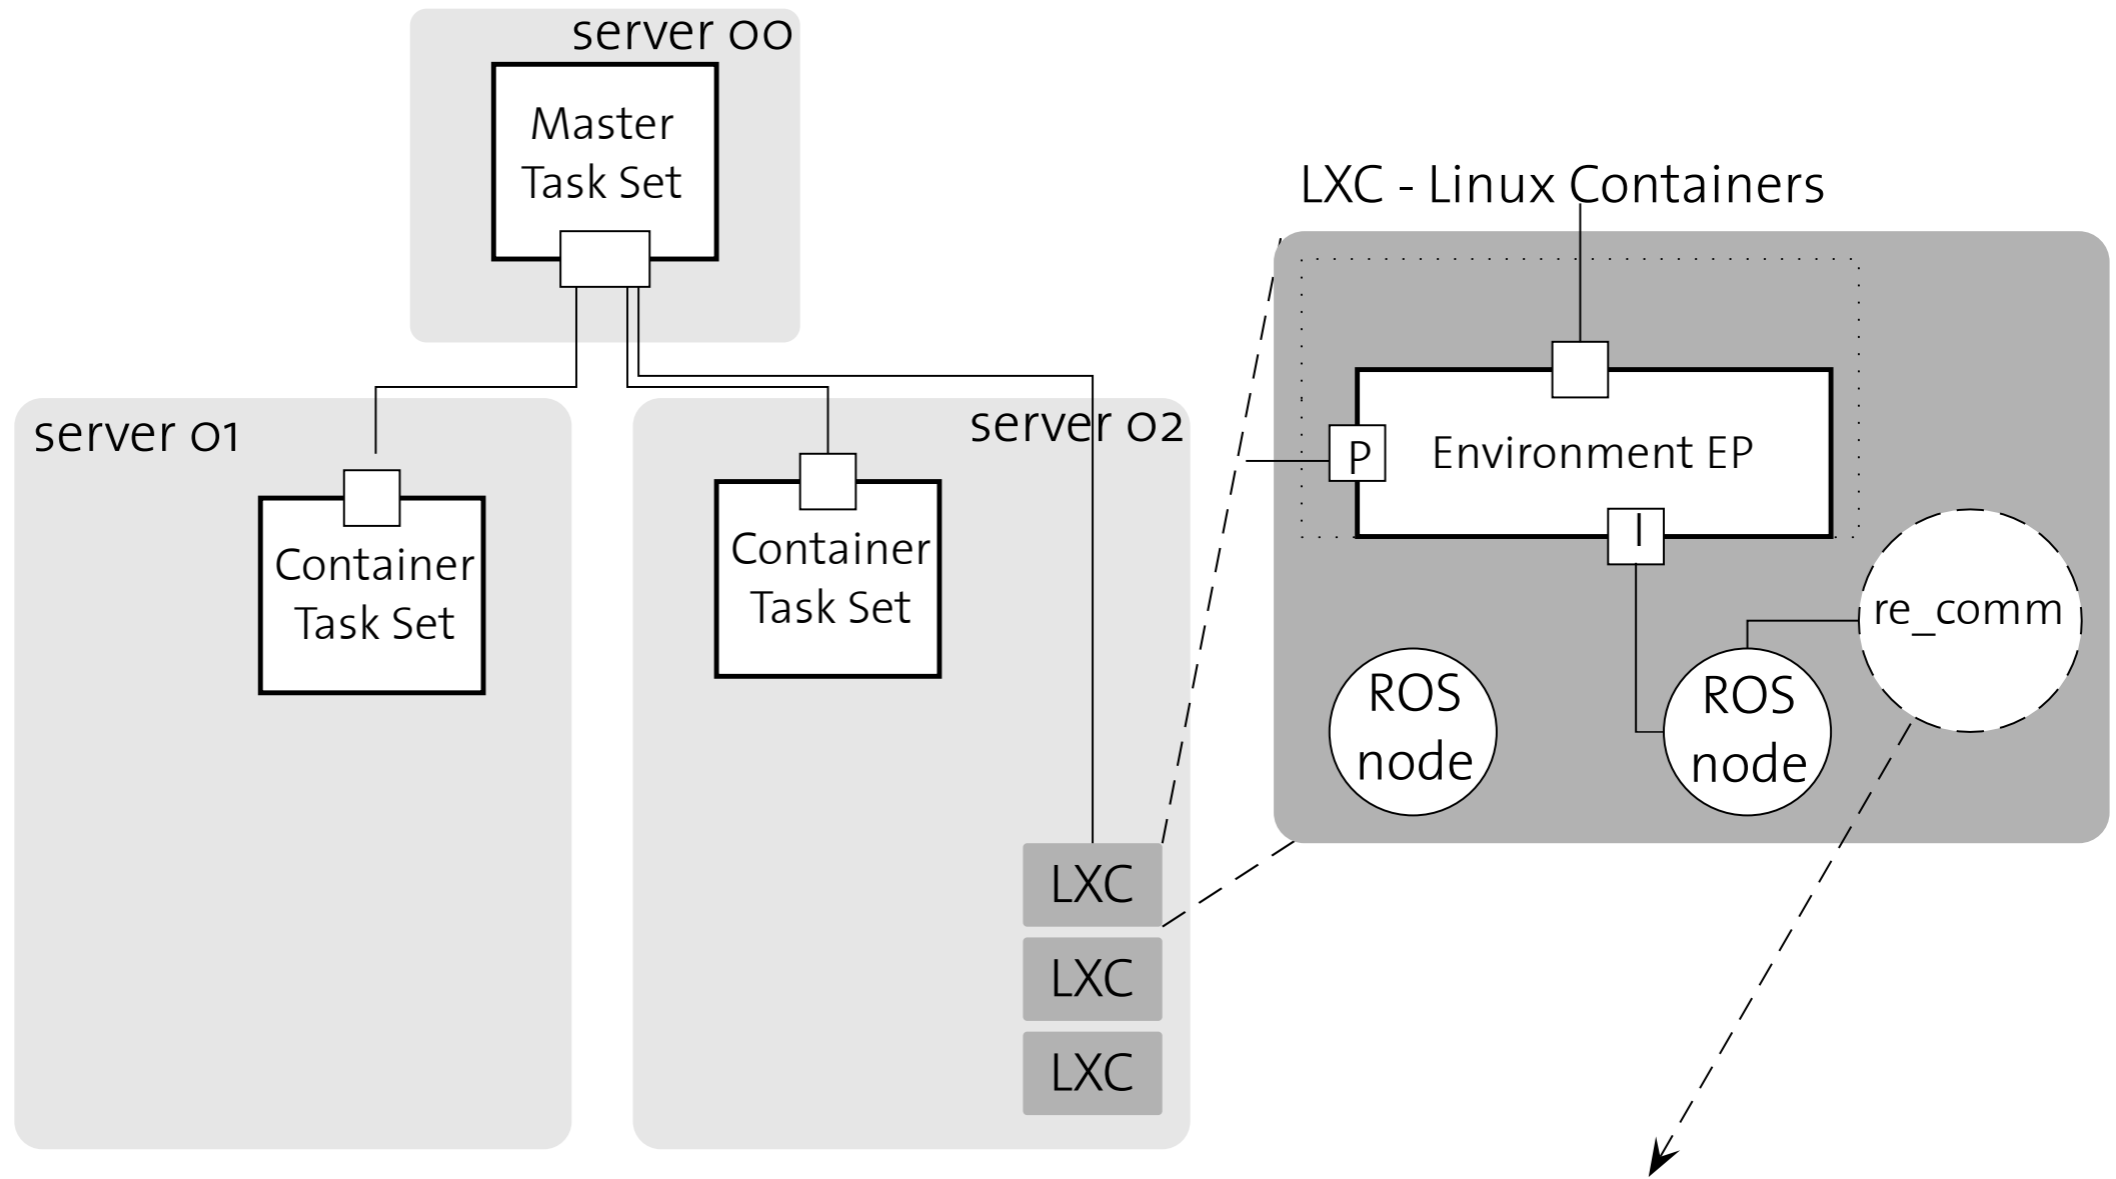 server 00
Master
Task Set
server 01
Container
Task Set
server 02
Container
Task Set
LXC
LXC
LXC
LXC - Linux Containers
P
Environment EP
I
re_comm
ROS
node
ROS
node